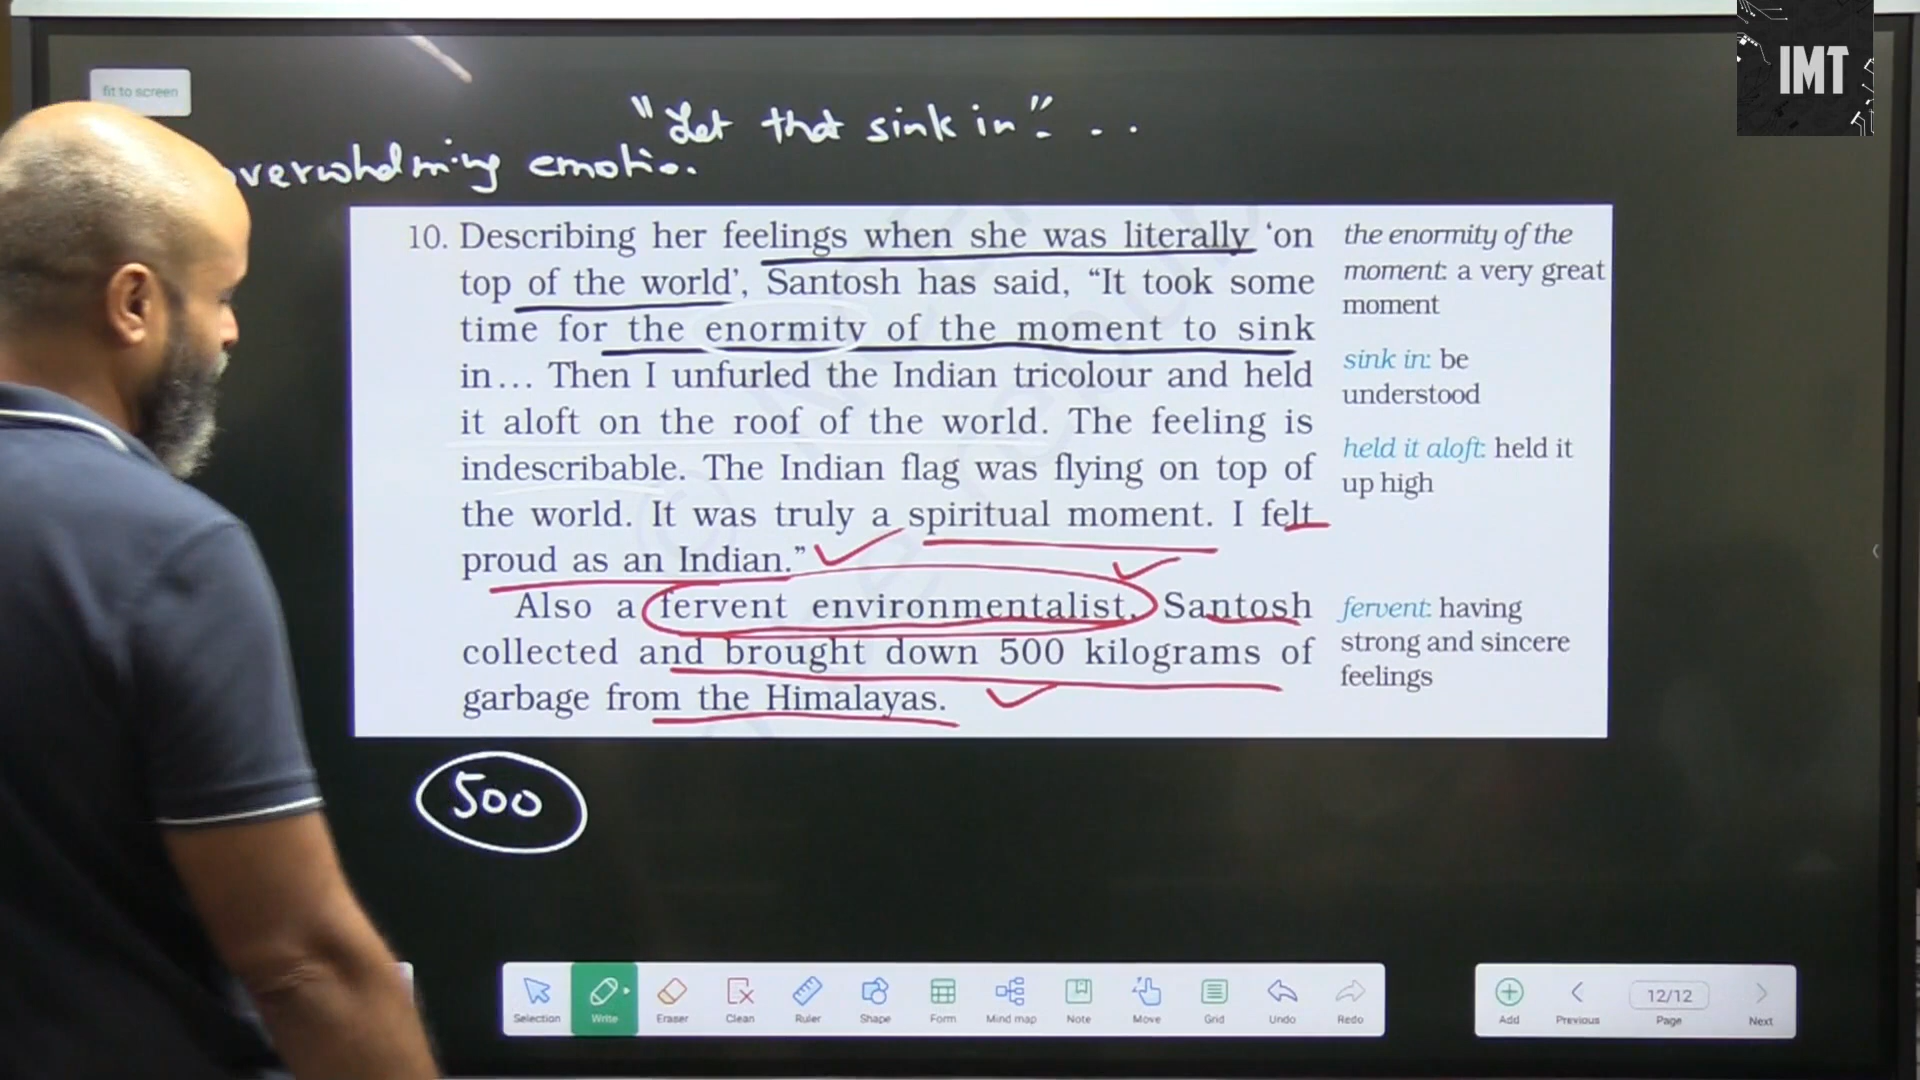 IMT
fit to screen
"Let that sink in". . .
verwhelming emotio.
10. Describing her feelings when she was literally ‘on
top of the world’, Santosh has said, “It took some
time for the enormity of the moment to sink
in... Then I unfurled the Indian tricolour and held
it aloft on the roof of the world. The feeling is
indescribable. The Indian flag was flying on top of
the world. It was truly a spiritual moment. I felt
proud as an Indian.”
Also a fervent environmentalist, Santosh
collected and brought down 500 kilograms of
garbage from the Himalayas.
the enormity of the
moment: a very great
moment
sink in: be
understood
held it aloft: held it
up high
fervent: having
strong and sincere
feelings
500
Selection Write Eraser Clean Ruler Shape Form Mind map Note Move Grid Undo Redo
12/12
Add Previous Page Next